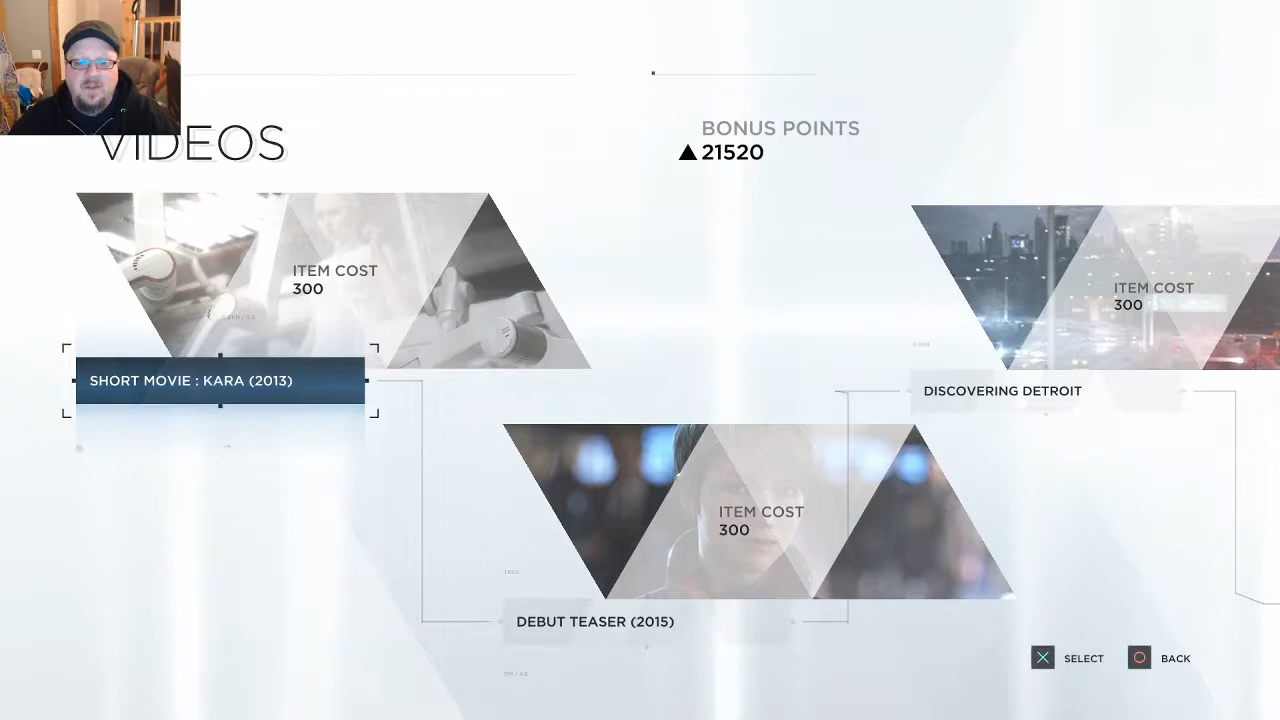 VIDEOS
BONUS POINTS
21520
ITEM COST
300
SHORT MOVIE : KARA (2013)
ITEM COST
300
DISCOVERING DETROIT
ITEM COST
300
DEBUT TEASER (2015)
SELECT
BACK